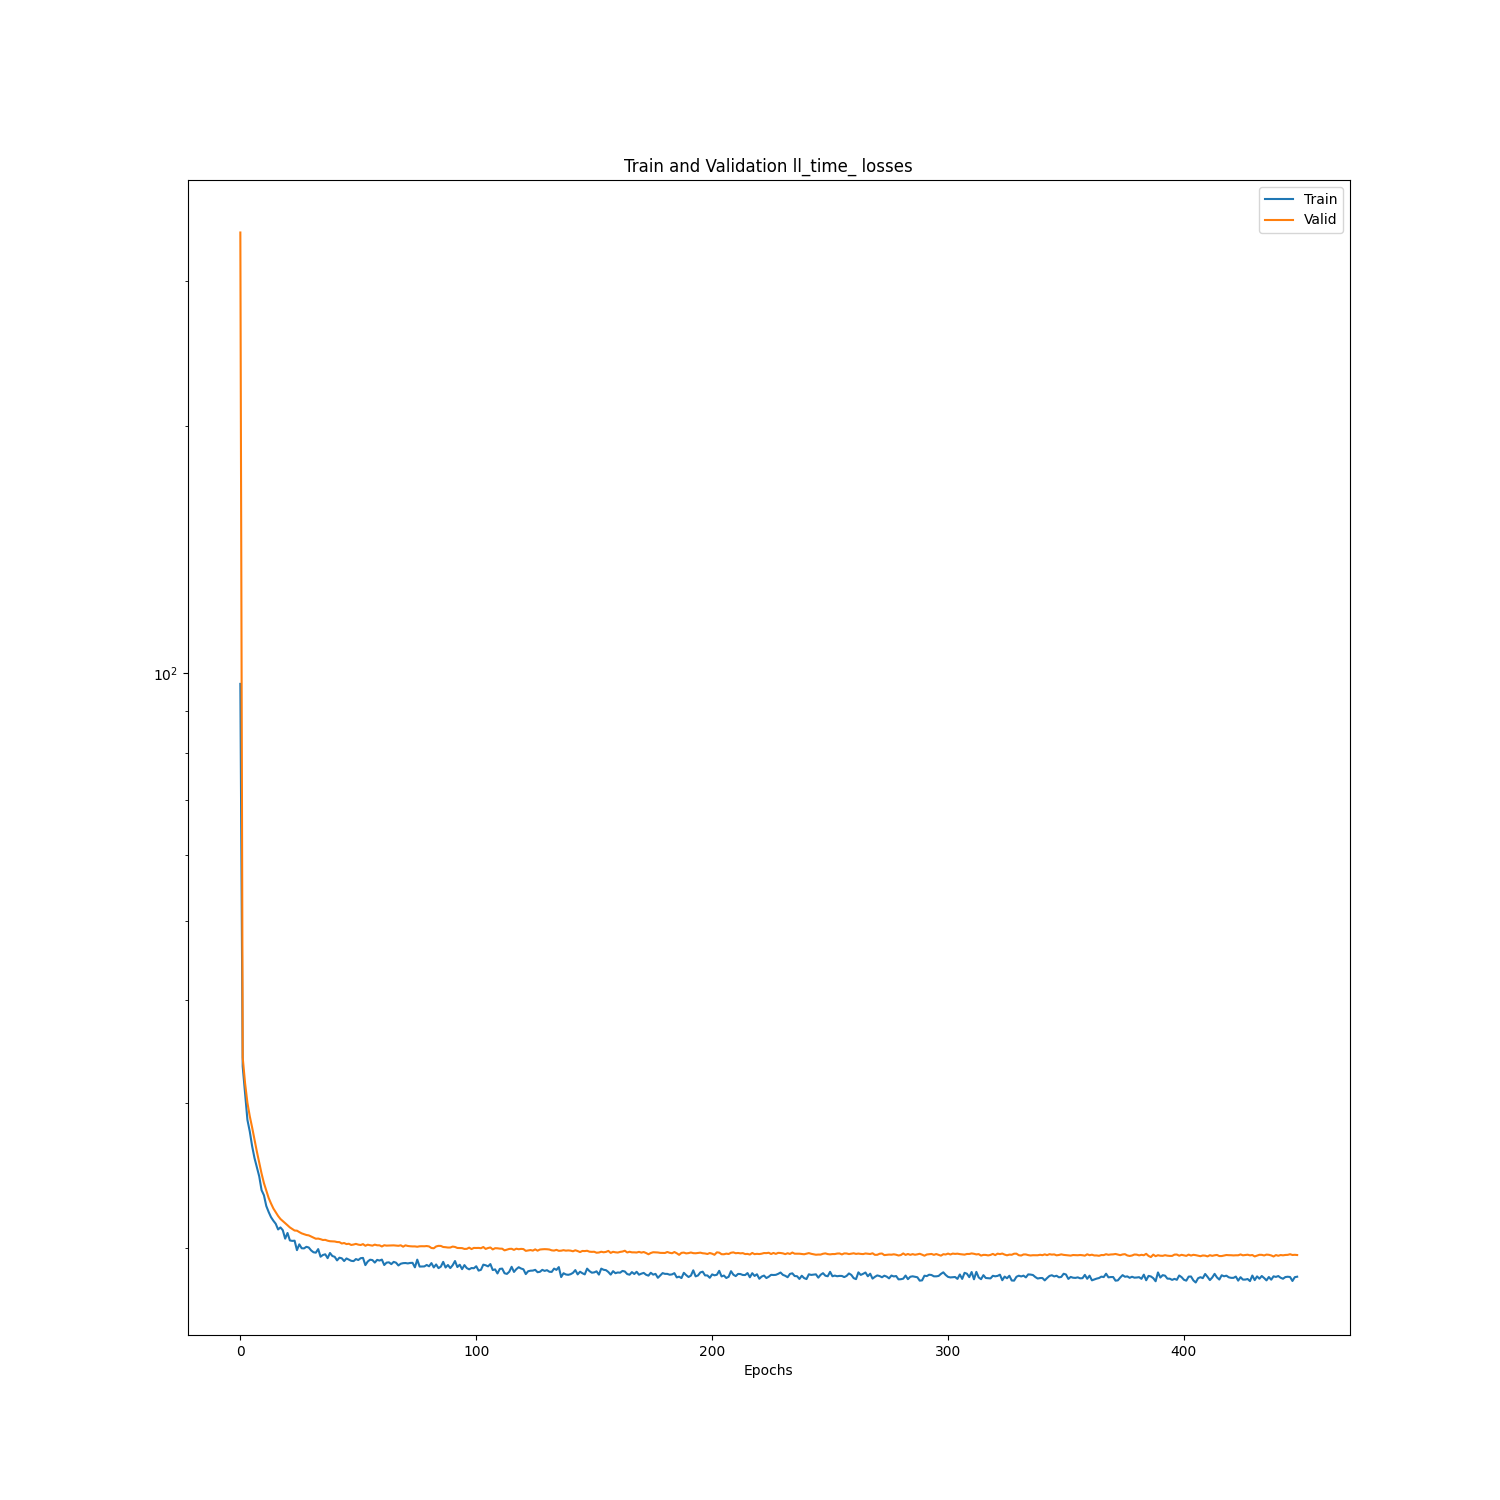 Train and Validation ll_time_ losses
Train
Valid
10²
0 100 200 300 400
Epochs